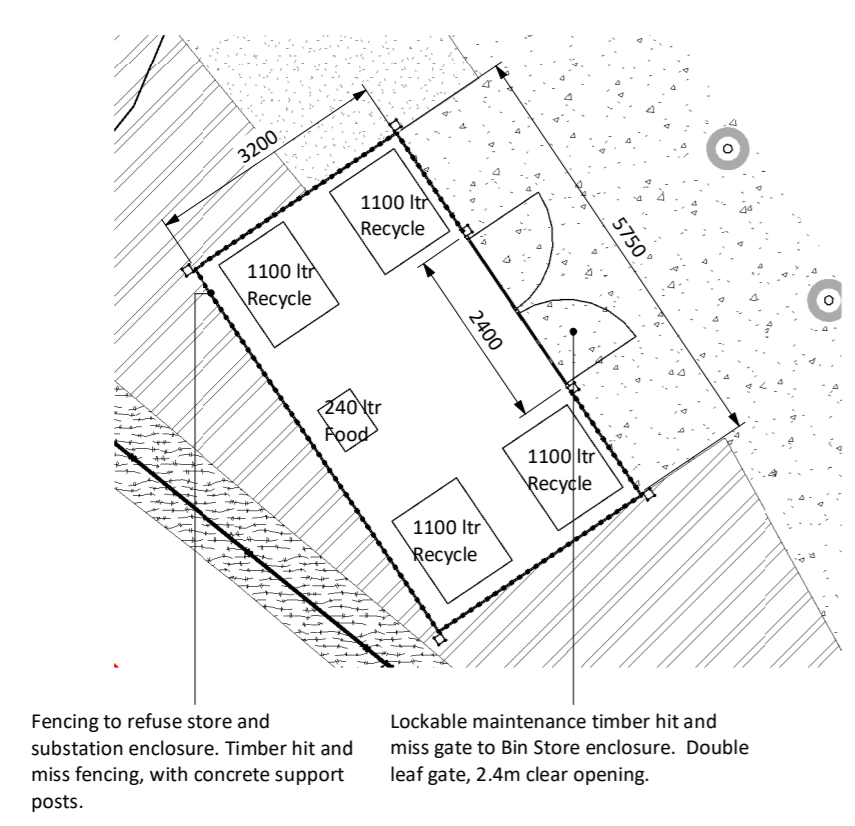 3200
1100 ltr
Recycle
5750
1100 ltr
Recycle
2400
240 ltr
Food
1100 ltr
Recycle
1100 ltr
Recycle
Fencing to refuse store and
substation enclosure. Timber hit and
miss fencing, with concrete support
posts.
Lockable maintenance timber hit and
miss gate to Bin Store enclosure.  Double
leaf gate, 2.4m clear opening.